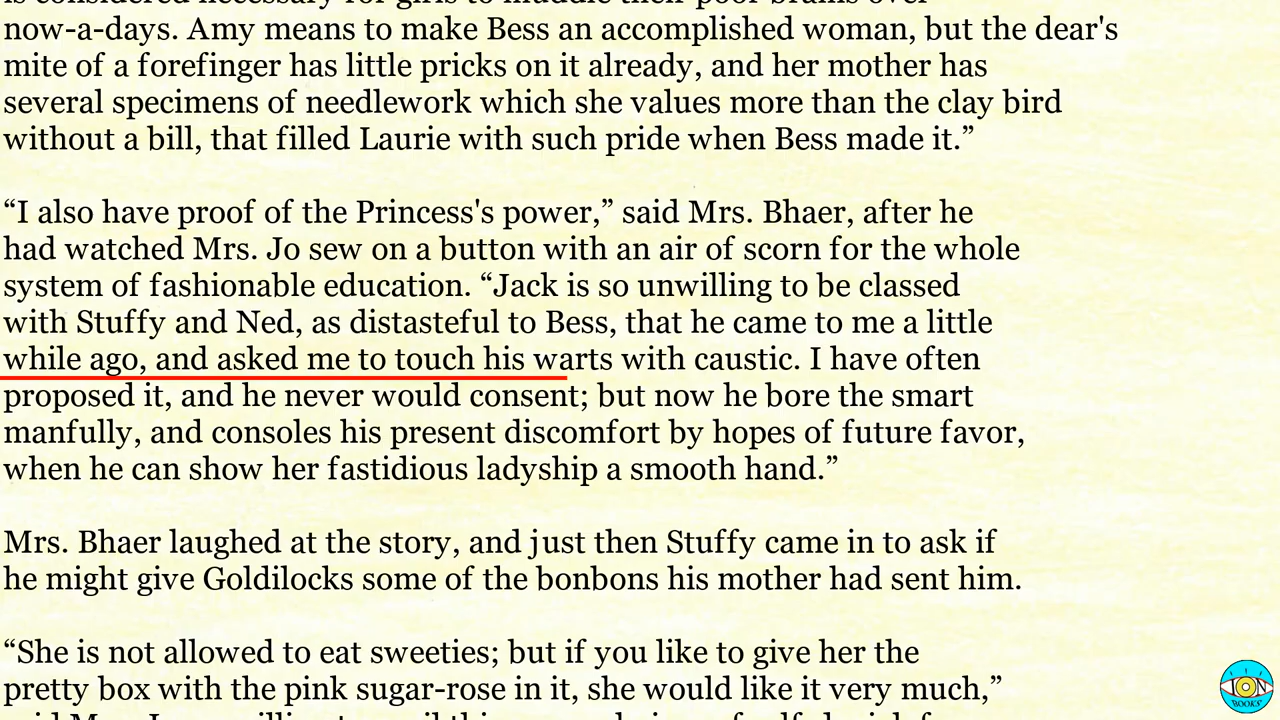 now-a-days. Amy means to make Bess an accomplished woman, but the dear's
mite of a forefinger has little pricks on it already, and her mother has
several specimens of needlework which she values more than the clay bird
without a bill, that filled Laurie with such pride when Bess made it.”
“I also have proof of the Princess's power,” said Mrs. Bhaer, after he
had watched Mrs. Jo sew on a button with an air of scorn for the whole
system of fashionable education. “Jack is so unwilling to be classed
with Stuffy and Ned, as distasteful to Bess, that he came to me a little
while ago, and asked me to touch his warts with caustic. I have often
proposed it, and he never would consent; but now he bore the smart
manfully, and consoles his present discomfort by hopes of future favor,
when he can show her fastidious ladyship a smooth hand.”
Mrs. Bhaer laughed at the story, and just then Stuffy came in to ask if
he might give Goldilocks some of the bonbons his mother had sent him.
“She is not allowed to eat sweeties; but if you like to give her the
pretty box with the pink sugar-rose in it, she would like it very much,”
ION
BOOKS